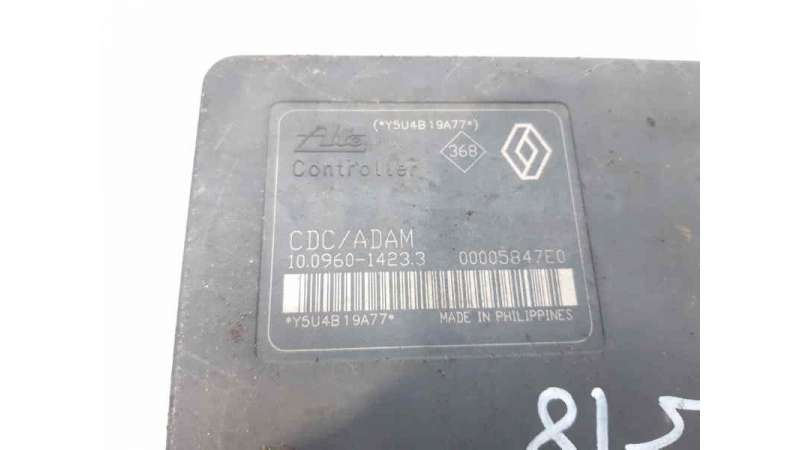 (*Y5U4B19A77*)
Ate
368
Controller
CDC/ADAM
10.0960-1423.3 00005847E0
*Y5U4B19A77* MADE IN PHILIPPINES